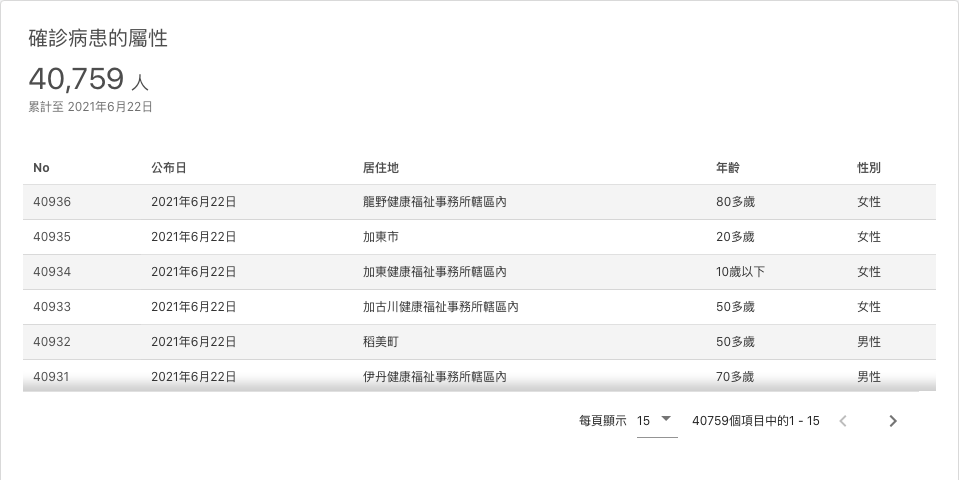 確診病患的屬性
40,759 人
累計至 2021年6月22日
No 公布日 居住地 年齡 性別
40936 2021年6月22日 龍野健康福祉事務所轄區內 80多歲 女性
40935 2021年6月22日 加東市 20多歲 女性
40934 2021年6月22日 加東健康福祉事務所轄區內 10歲以下 女性
40933 2021年6月22日 加古川健康福祉事務所轄區內 50多歲 女性
40932 2021年6月22日 稻美町 50多歲 男性
40931 2021年6月22日 伊丹健康福祉事務所轄區內 70多歲 男性
每頁顯示 15 40759個項目中的1 - 15